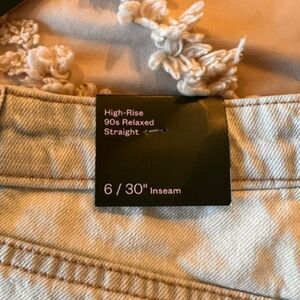 High-Rise
90s Relaxed
Straight
6 / 30" Inseam